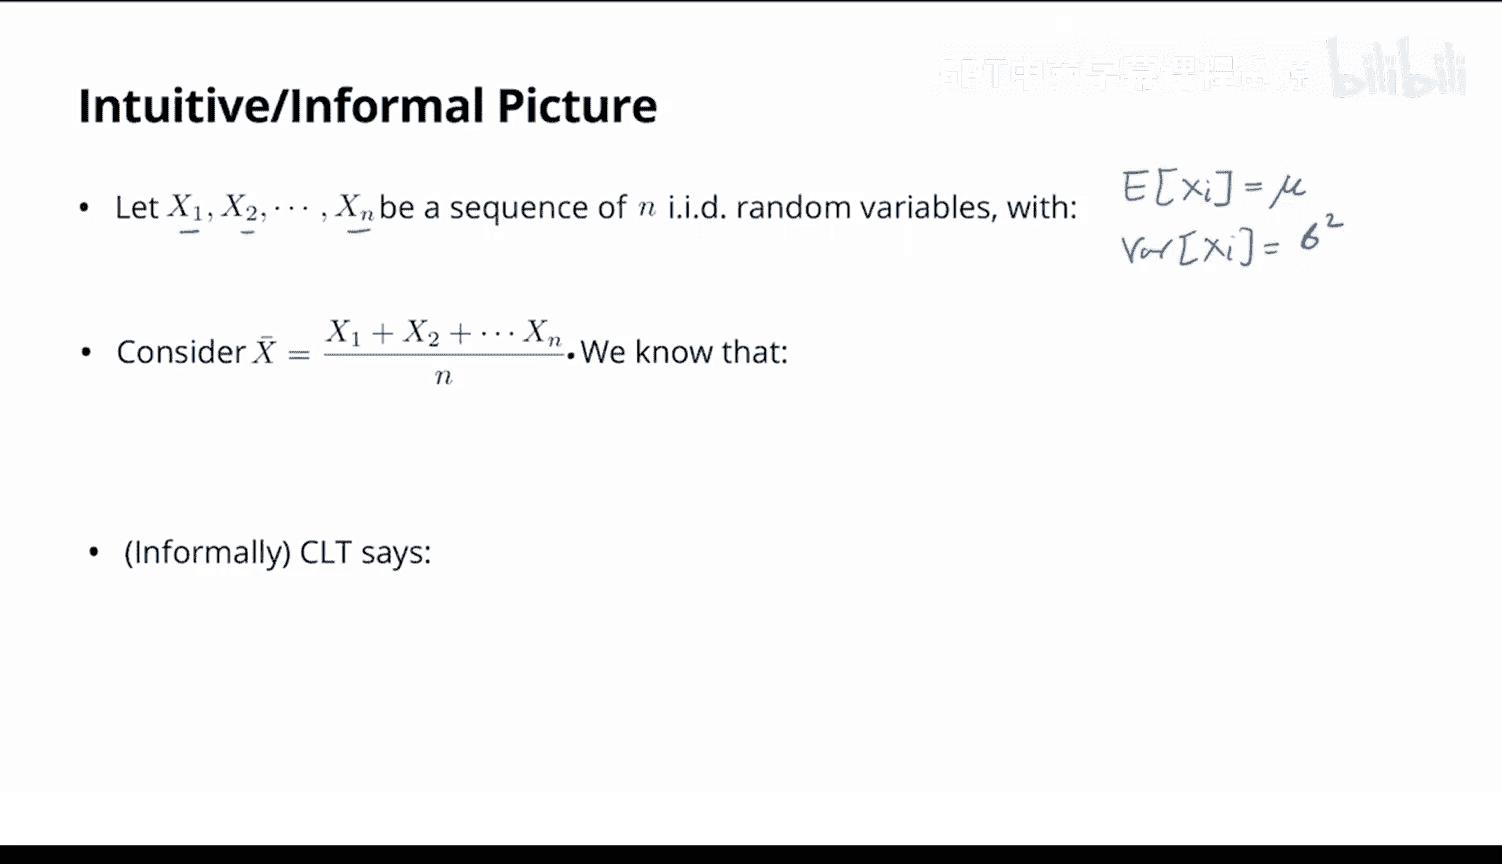 bilibili
Intuitive/Informal Picture
• Let X₁, X₂, ⋯ , Xₙ be a sequence of n i.i.d. random variables, with:
E[Xi] = μ
Var[Xi] = σ²
• Consider X̄ = (X₁ + X₂ + ⋯ Xₙ)/n. We know that:
• (Informally) CLT says: